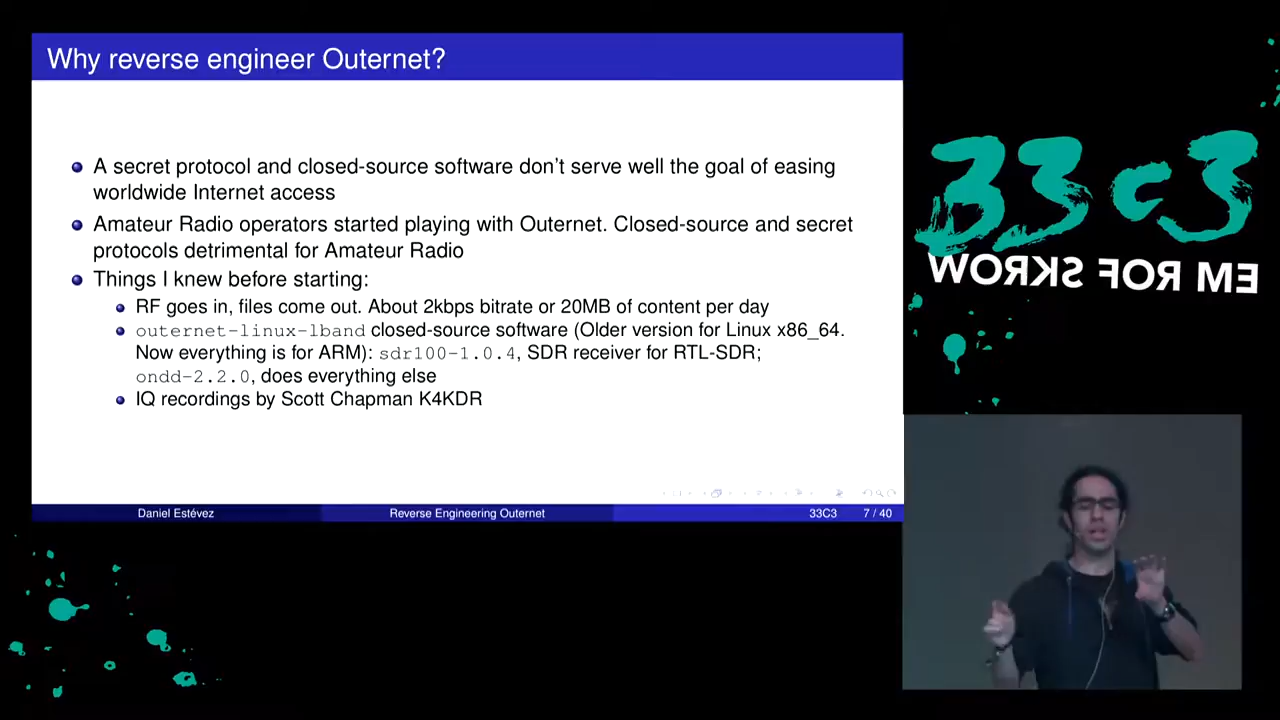 Why reverse engineer Outernet?
A secret protocol and closed-source software don't serve well the goal of easing
worldwide Internet access
Amateur Radio operators started playing with Outernet. Closed-source and secret
protocols detrimental for Amateur Radio
Things I knew before starting:
RF goes in, files come out. About 2kbps bitrate or 20MB of content per day
outernet-linux-lband closed-source software (Older version for Linux x86_64.
Now everything is for ARM): sdr100-1.0.4, SDR receiver for RTL-SDR;
ondd-2.2.0, does everything else
IQ recordings by Scott Chapman K4KDR
Daniel Estévez Reverse Engineering Outernet 33C3 7 / 40
33c3
WORKS FOR ME